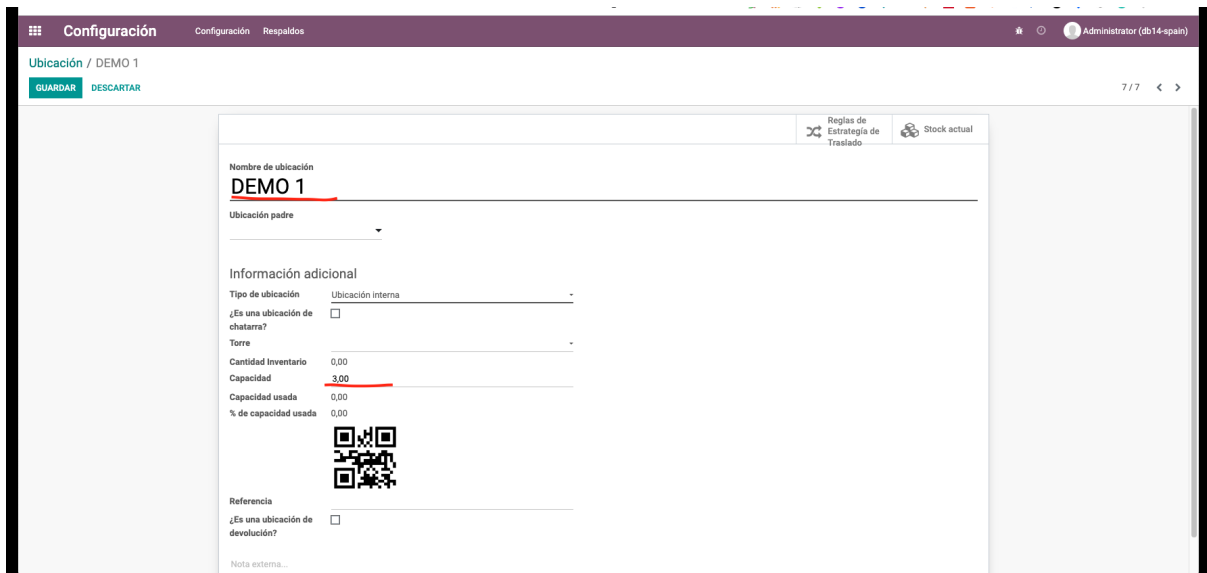 Configuración Configuración Respaldos Administrator (db14-spain)
Ubicación / DEMO 1
GUARDAR DESCARTAR 7 / 7
Reglas de
Estrategia de
Traslado
Stock actual
Nombre de ubicación
DEMO 1
Ubicación padre
Información adicional
Tipo de ubicación Ubicación interna
¿Es una ubicación de
chatarra?
Torre
Cantidad Inventario 0,00
Capacidad 3,00
Capacidad usada 0,00
% de capacidad usada 0,00
Referencia
¿Es una ubicación de
devolución?
Nota externa...